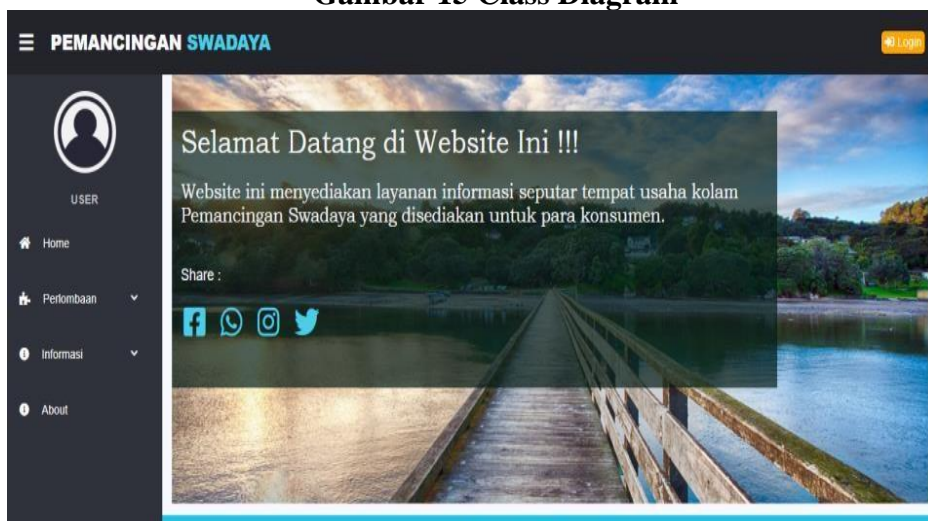 Gambar 15 Class Diagram
PEMANCINGAN SWADAYA
Login
USER
Home
Perlombaan
Informasi
About
Selamat Datang di Website Ini !!!
Website ini menyediakan layanan informasi seputar tempat usaha kolam
Pemancingan Swadaya yang disediakan untuk para konsumen.
Share :